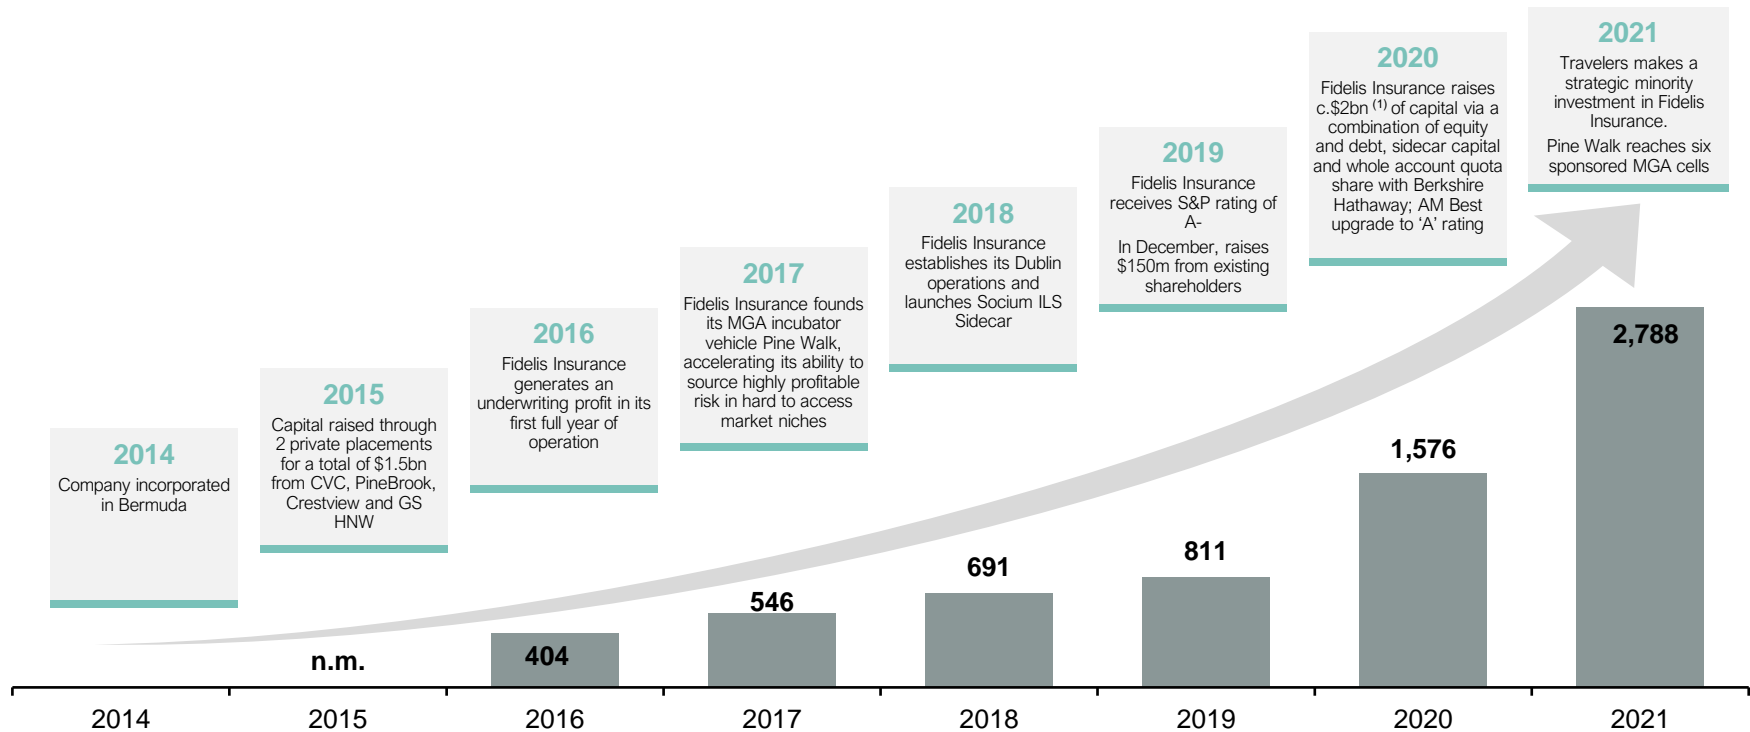 2014
Company incorporated
in Bermuda
2015
Capital raised through
2 private placements
for a total of $1.5bn
from CVC, PineBrook,
Crestview and GS
HNW
2016
Fidelis Insurance
generates an
underwriting profit in its
first full year of
operation
2017
Fidelis Insurance founds
its MGA incubator
vehicle Pine Walk,
accelerating its ability to
source highly profitable
risk in hard to access
market niches
2018
Fidelis Insurance
establishes its Dublin
operations and
launches Socium ILS
Sidecar
2019
Fidelis Insurance
receives S&P rating of
A-
In December, raises
$150m from existing
shareholders
2020
Fidelis Insurance raises
c.$2bn (1) of capital via a
combination of equity
and debt, sidecar capital
and whole account quota
share with Berkshire
Hathaway; AM Best
upgrade to ‘A’ rating
2021
Travelers makes a
strategic minority
investment in Fidelis
Insurance.
Pine Walk reaches six
sponsored MGA cells
n.m.
404
546
691
811
1,576
2,788
2014
2015
2016
2017
2018
2019
2020
2021